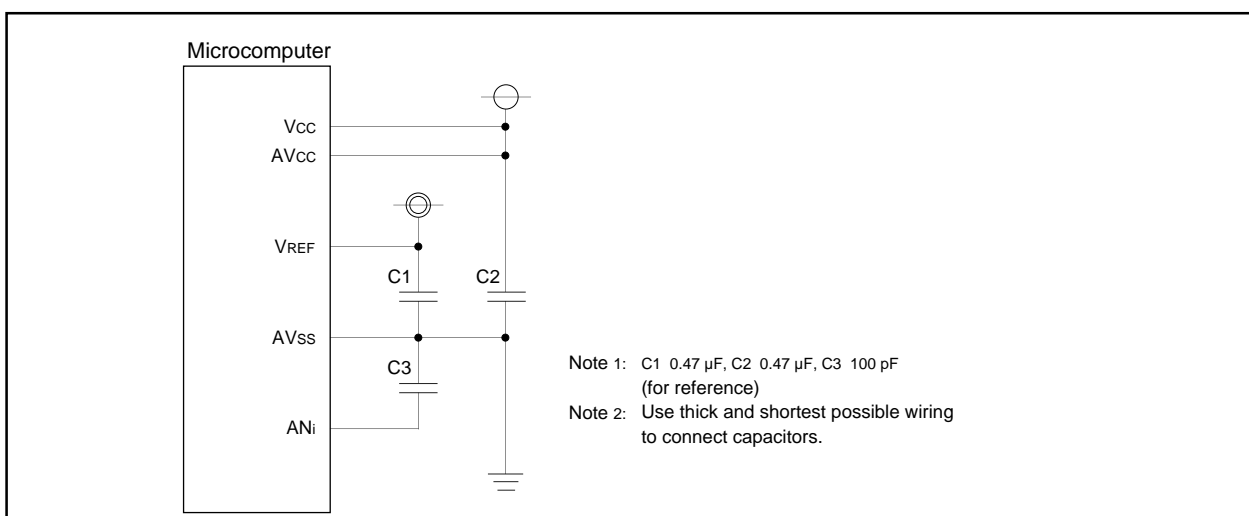 Microcomputer
VCC
AVCC
VREF
C1
C2
AVSS
C3
ANi
Note 1: C1 0.47 µF, C2 0.47 µF, C3 100 pF
(for reference)
Note 2: Use thick and shortest possible wiring
to connect capacitors.